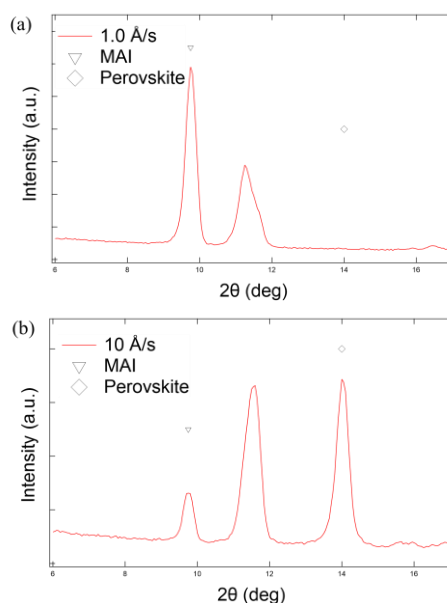 (a)
1.0 Å/s
MAI
Perovskite
Intensity (a.u.)
6 8 10 12 14 16
2θ (deg)
(b)
10 Å/s
MAI
Perovskite
Intensity (a.u.)
6 8 10 12 14 16
2θ (deg)